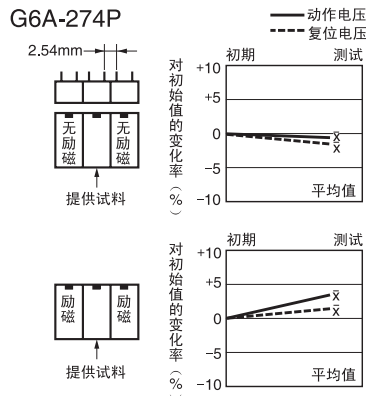 G6A-274P
2.54mm
无励磁
无励磁
提供试料
动作电压
复位电压
对初始值的变化率（%）
初期
测试
+10
+5
0
−5
−10
x̄
x̄
平均值
励磁
励磁
提供试料
对初始值的变化率（%）
初期
测试
+10
+5
0
−5
−10
x̄
x̄
平均值